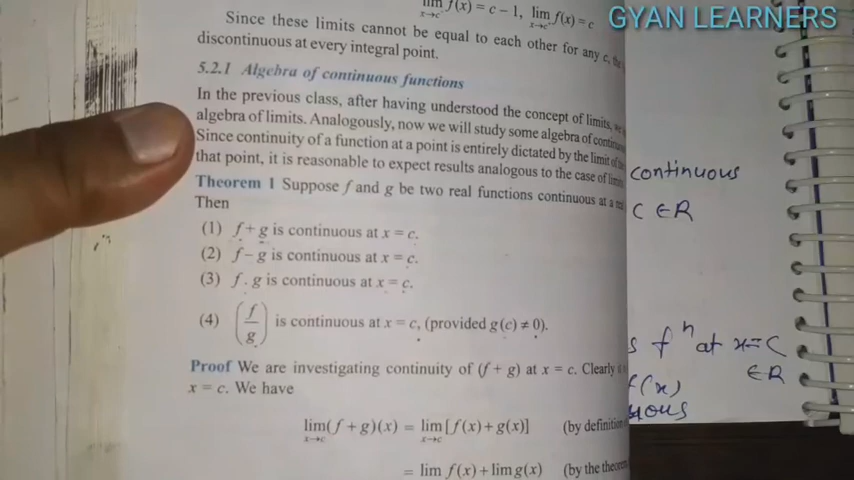 lim f(x) = c – 1, lim f(x) = c
x→c x→c
GYAN LEARNERS
Since these limits cannot be equal to each other for any c, the
discontinuous at every integral point.
5.2.1 Algebra of continuous functions
In the previous class, after having understood the concept of limits, we
algebra of limits. Analogously, now we will study some algebra of
Since continuity of a function at a point is entirely dictated by the limit of
that point, it is reasonable to expect results analogous to the case of
Theorem 1 Suppose f and g be two real functions continuous at a
Then
(1) f + g is continuous at x = c.
(2) f – g is continuous at x = c.
(3) f . g is continuous at x = c.
(4) (f/g) is continuous at x = c, (provided g(c) ≠ 0).
Proof We are investigating continuity of (f + g) at x = c. Clearly
x = c. We have
lim(f + g)(x) = lim[f(x) + g(x)] (by definition
x→c x→c
= lim f(x) + lim g(x) (by the theorem
continuous
C ∈ R
s fⁿ at x = C
∈ R
f(x)